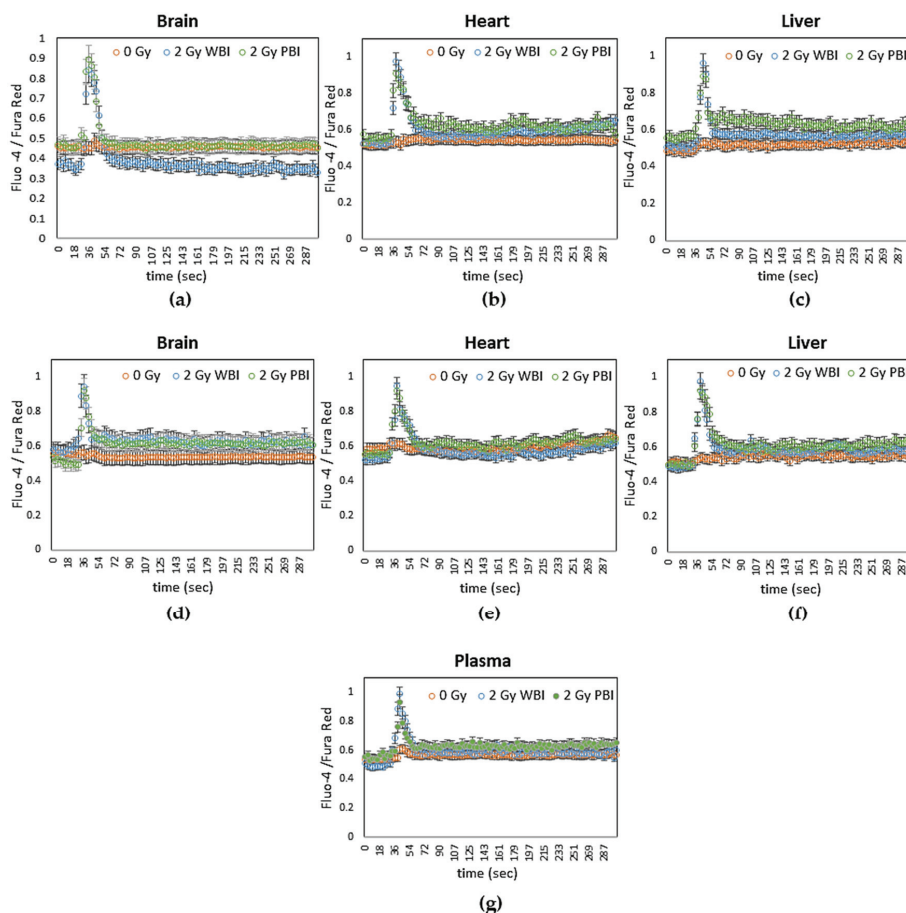 Brain
0 Gy 2 Gy WBI 2 Gy PBI
Fluo -4 / Fura Red
1
0.9
0.8
0.7
0.6
0.5
0.4
0.3
0.2
0.1
0
0 18 36 54 72 90 107 125 143 161 179 197 215 233 251 269 287
time (sec)
(a)
Heart
0 Gy 2 Gy WBI 2 Gy PBI
Fluo-4 / Fura Red
1
0.8
0.6
0.4
0.2
0
0 18 36 54 72 90 107 125 143 161 179 197 215 233 251 269 287
time (sec)
(b)
Liver
0 Gy 2 Gy WBI 2 Gy PBI
Fluo-4 /Fura Red
1
0.8
0.6
0.4
0.2
0
0 18 36 54 72 90 107 125 143 161 179 197 215 233 251 269 287
time (sec)
(c)
Brain
0 Gy 2 Gy WBI 2 Gy PBI
Fluo -4 / Fura Red
1
0.8
0.6
0.4
0.2
0
0 18 36 54 72 90 107 125 143 161 179 197 215 233 251 269 287
time (sec)
(d)
Heart
0 Gy 2 Gy WBI 2 Gy PBI
Fluo -4 /Fura Red
1
0.8
0.6
0.4
0.2
0
0 18 36 54 72 90 107 125 143 161 179 197 215 233 251 269 287
time (sec)
(e)
Liver
0 Gy 2 Gy WBI 2 Gy PBI
Fluo-4 /Fura Red
1
0.8
0.6
0.4
0.2
0
0 18 36 54 72 90 107 125 143 161 179 197 215 233 251 269 287
time (sec)
(f)
Plasma
0 Gy 2 Gy WBI 2 Gy PBI
Fluo-4 /Fura Red
1
0.8
0.6
0.4
0.2
0
0 18 36 54 72 90 107 125 143 161 179 197 215 233 251 269 287
time (sec)
(g)